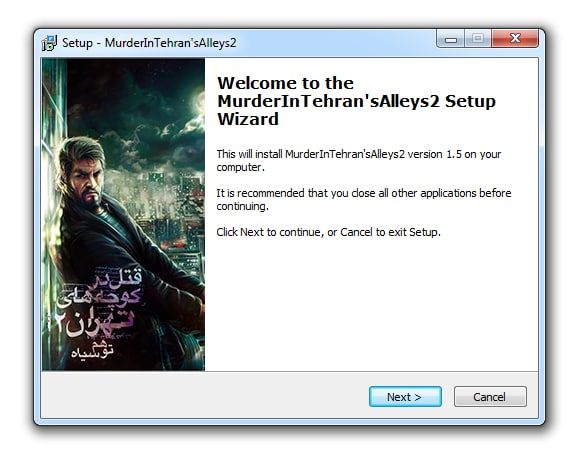 Setup - MurderInTehran'sAlleys2
Welcome to the
MurderInTehran'sAlleys2 Setup
Wizard
This will install MurderInTehran'sAlleys2 version 1.5 on your
computer.
It is recommended that you close all other applications before
continuing.
Click Next to continue, or Cancel to exit Setup.
قتل در
کوچه های
تهران ۲
توهم
سیاه
Next >
Cancel